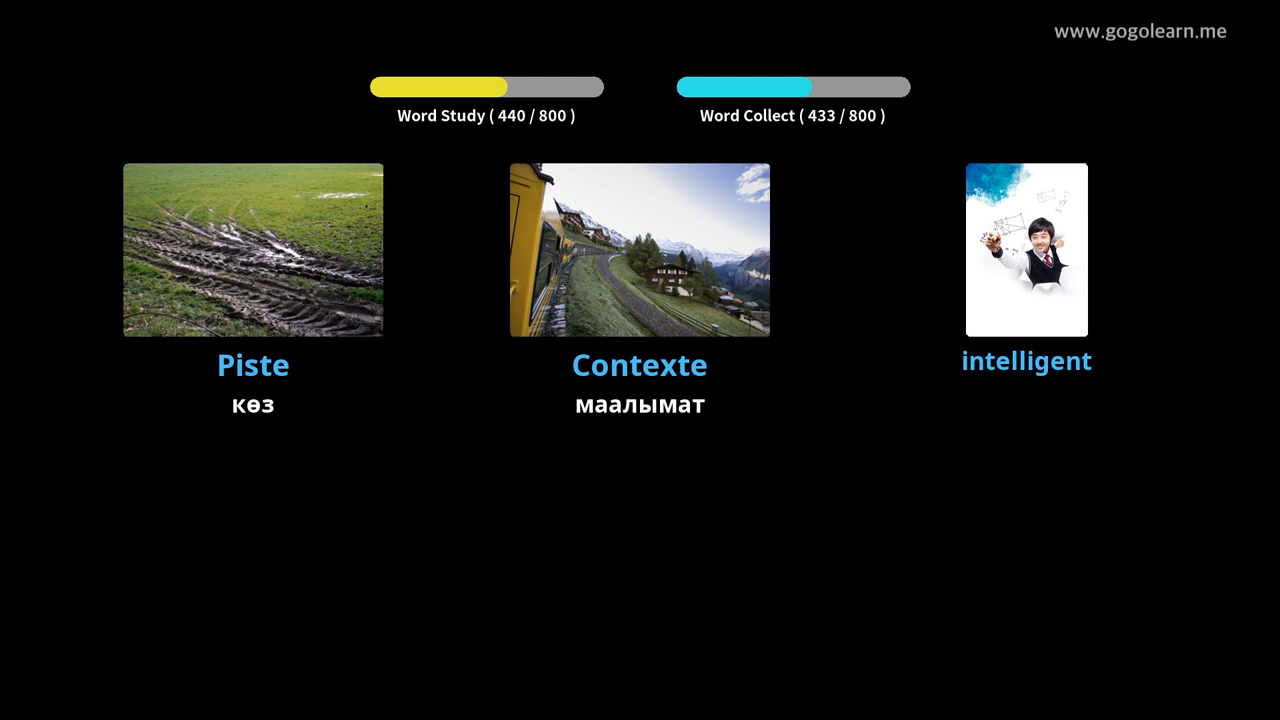 www.gogolearn.me
Word Study ( 440 / 800 )
Word Collect ( 433 / 800 )
Piste
Contexte
intelligent
көз
маалымат